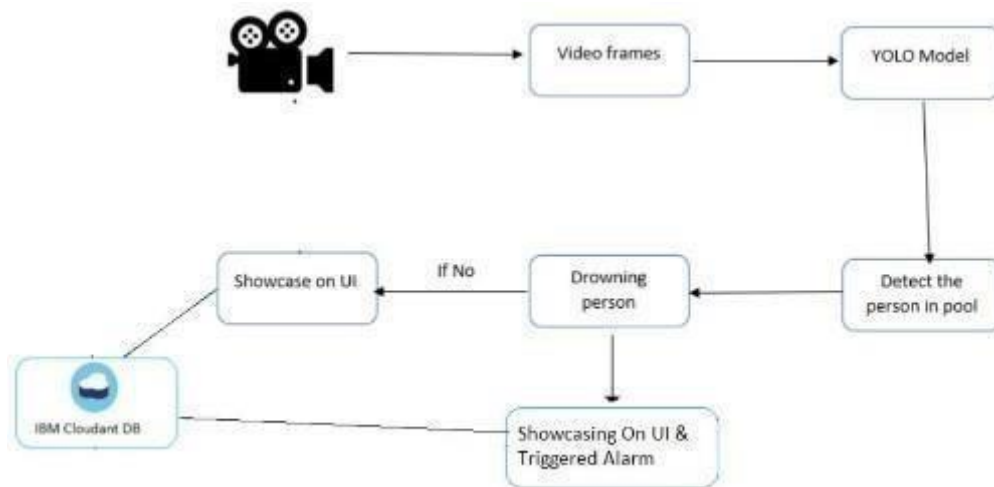 Video frames
YOLO Model
Showcase on UI
If No
Drowning
person
Detect the
person in pool
IBM Cloudant DB
Showcasing On UI &
Triggered Alarm